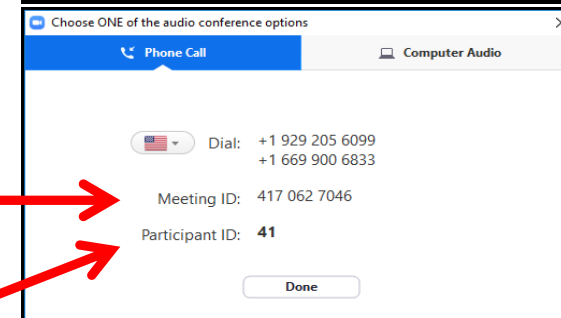 Choose ONE of the audio conference options
Phone Call
Computer Audio
Dial: +1 929 205 6099
+1 669 900 6833
Meeting ID: 417 062 7046
Participant ID: 41
Done